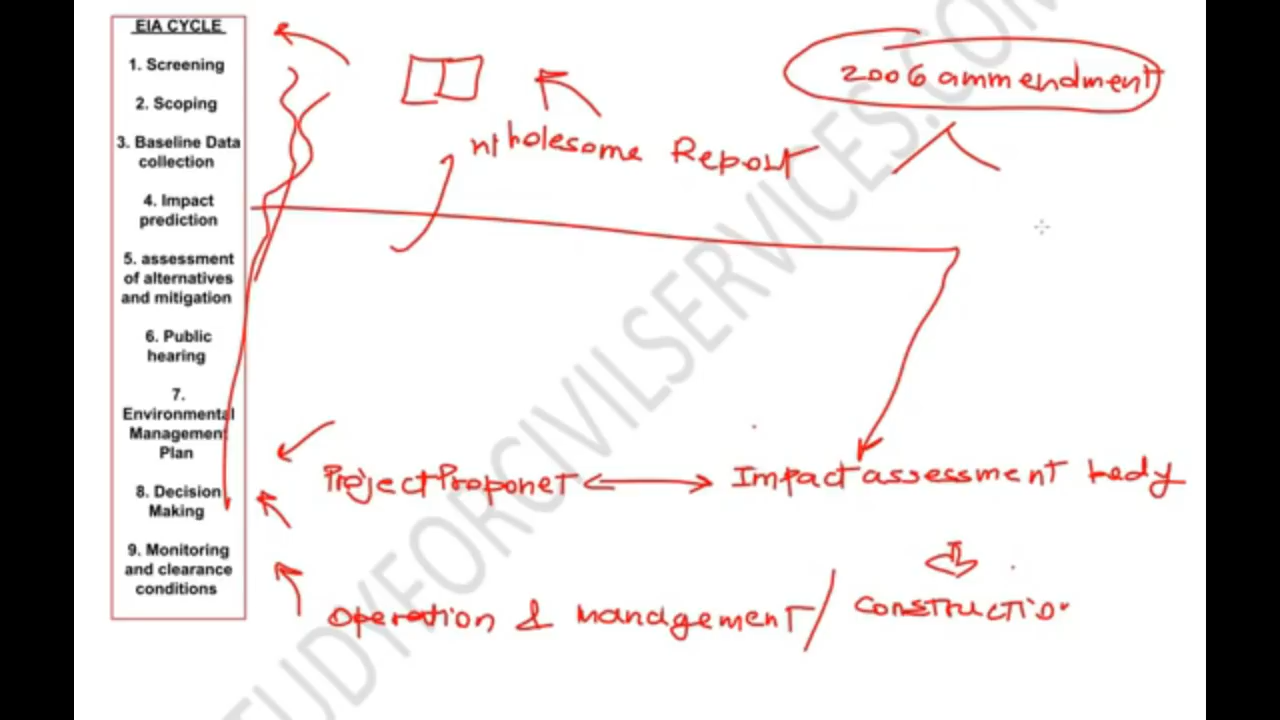 EIA CYCLE
1. Screening
2. Scoping
3. Baseline Data
collection
4. Impact
prediction
5. assessment
of alternatives
and mitigation
6. Public
hearing
7.
Environmental
Management
Plan
8. Decision
Making
9. Monitoring
and clearance
conditions
2006 ammendment
wholesome Report
Project Proponet
Impact assessment body
Operation & management /
construction
STUDYFORCIVILSERVICES.COM